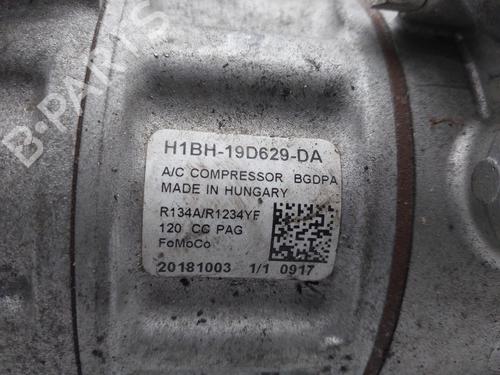 B-PARTS
H1BH-19D629-DA
A/C COMPRESSOR BGDPA
MADE IN HUNGARY
R134A/R1234YF
120 CC PAG
FoMoCo
20181003 1/1 0917